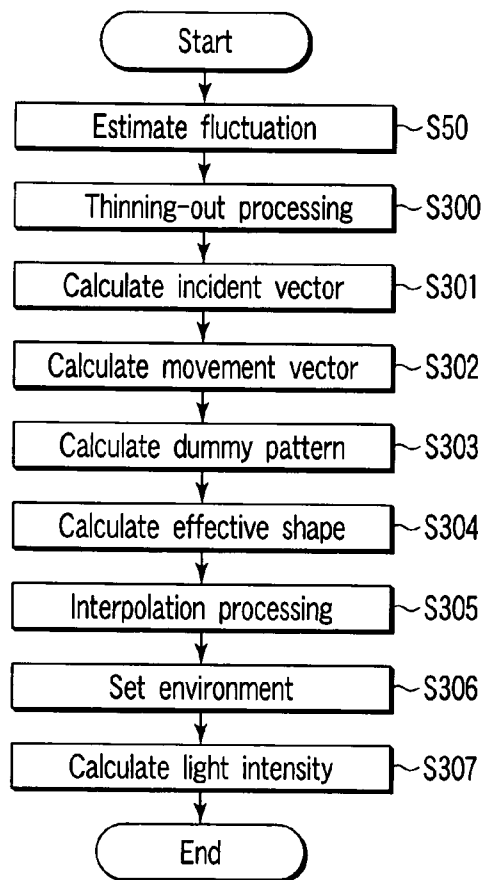 Start
Estimate fluctuation ~S50
Thinning-out processing ~S300
Calculate incident vector ~S301
Calculate movement vector ~S302
Calculate dummy pattern ~S303
Calculate effective shape ~S304
Interpolation processing ~S305
Set environment ~S306
Calculate light intensity ~S307
End